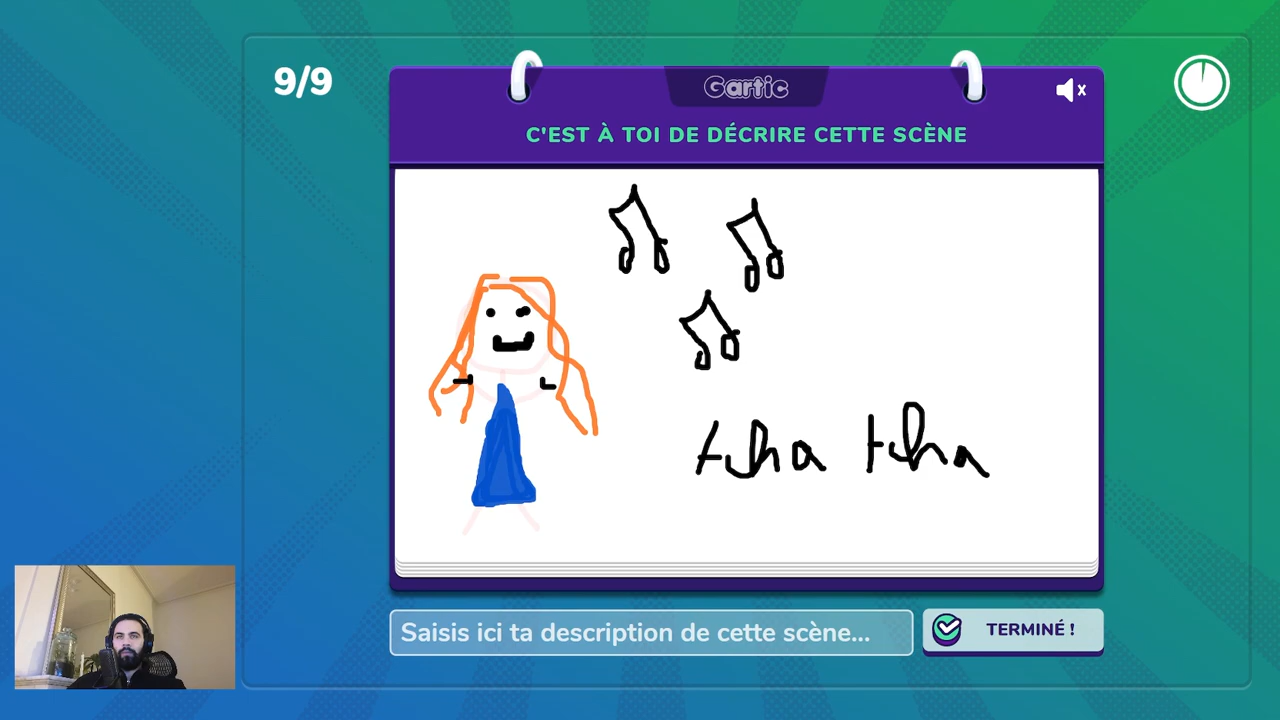 9/9
Gartic
C'EST À TOI DE DÉCRIRE CETTE SCÈNE
tcha tcha
Saisis ici ta description de cette scène...
TERMINÉ !